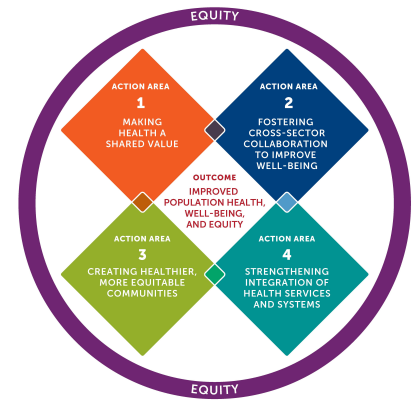 EQUITY
ACTION AREA
1
MAKING
HEALTH A
SHARED VALUE
ACTION AREA
2
FOSTERING
CROSS-SECTOR
COLLABORATION
TO IMPROVE
WELL-BEING
OUTCOME
IMPROVED
POPULATION HEALTH,
WELL-BEING,
AND EQUITY
ACTION AREA
3
CREATING HEALTHIER,
MORE EQUITABLE
COMMUNITIES
ACTION AREA
4
STRENGTHENING
INTEGRATION OF
HEALTH SERVICES
AND SYSTEMS
EQUITY